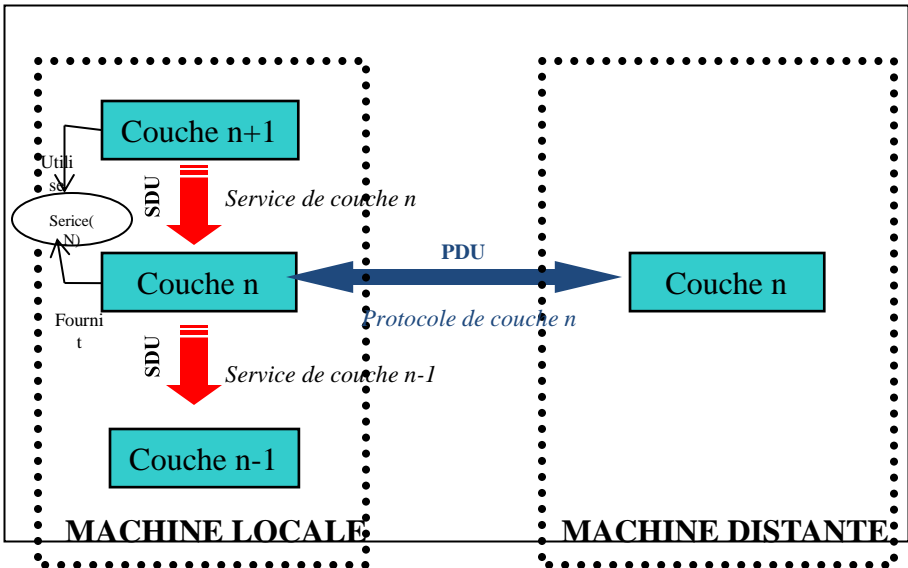 Couche n+1
Utili
se
SDU
Service de couche n
Serice(
N)
PDU
Couche n
Couche n
Protocole de couche n
Fourni
t
SDU
Service de couche n-1
Couche n-1
MACHINE LOCALE
MACHINE DISTANTE